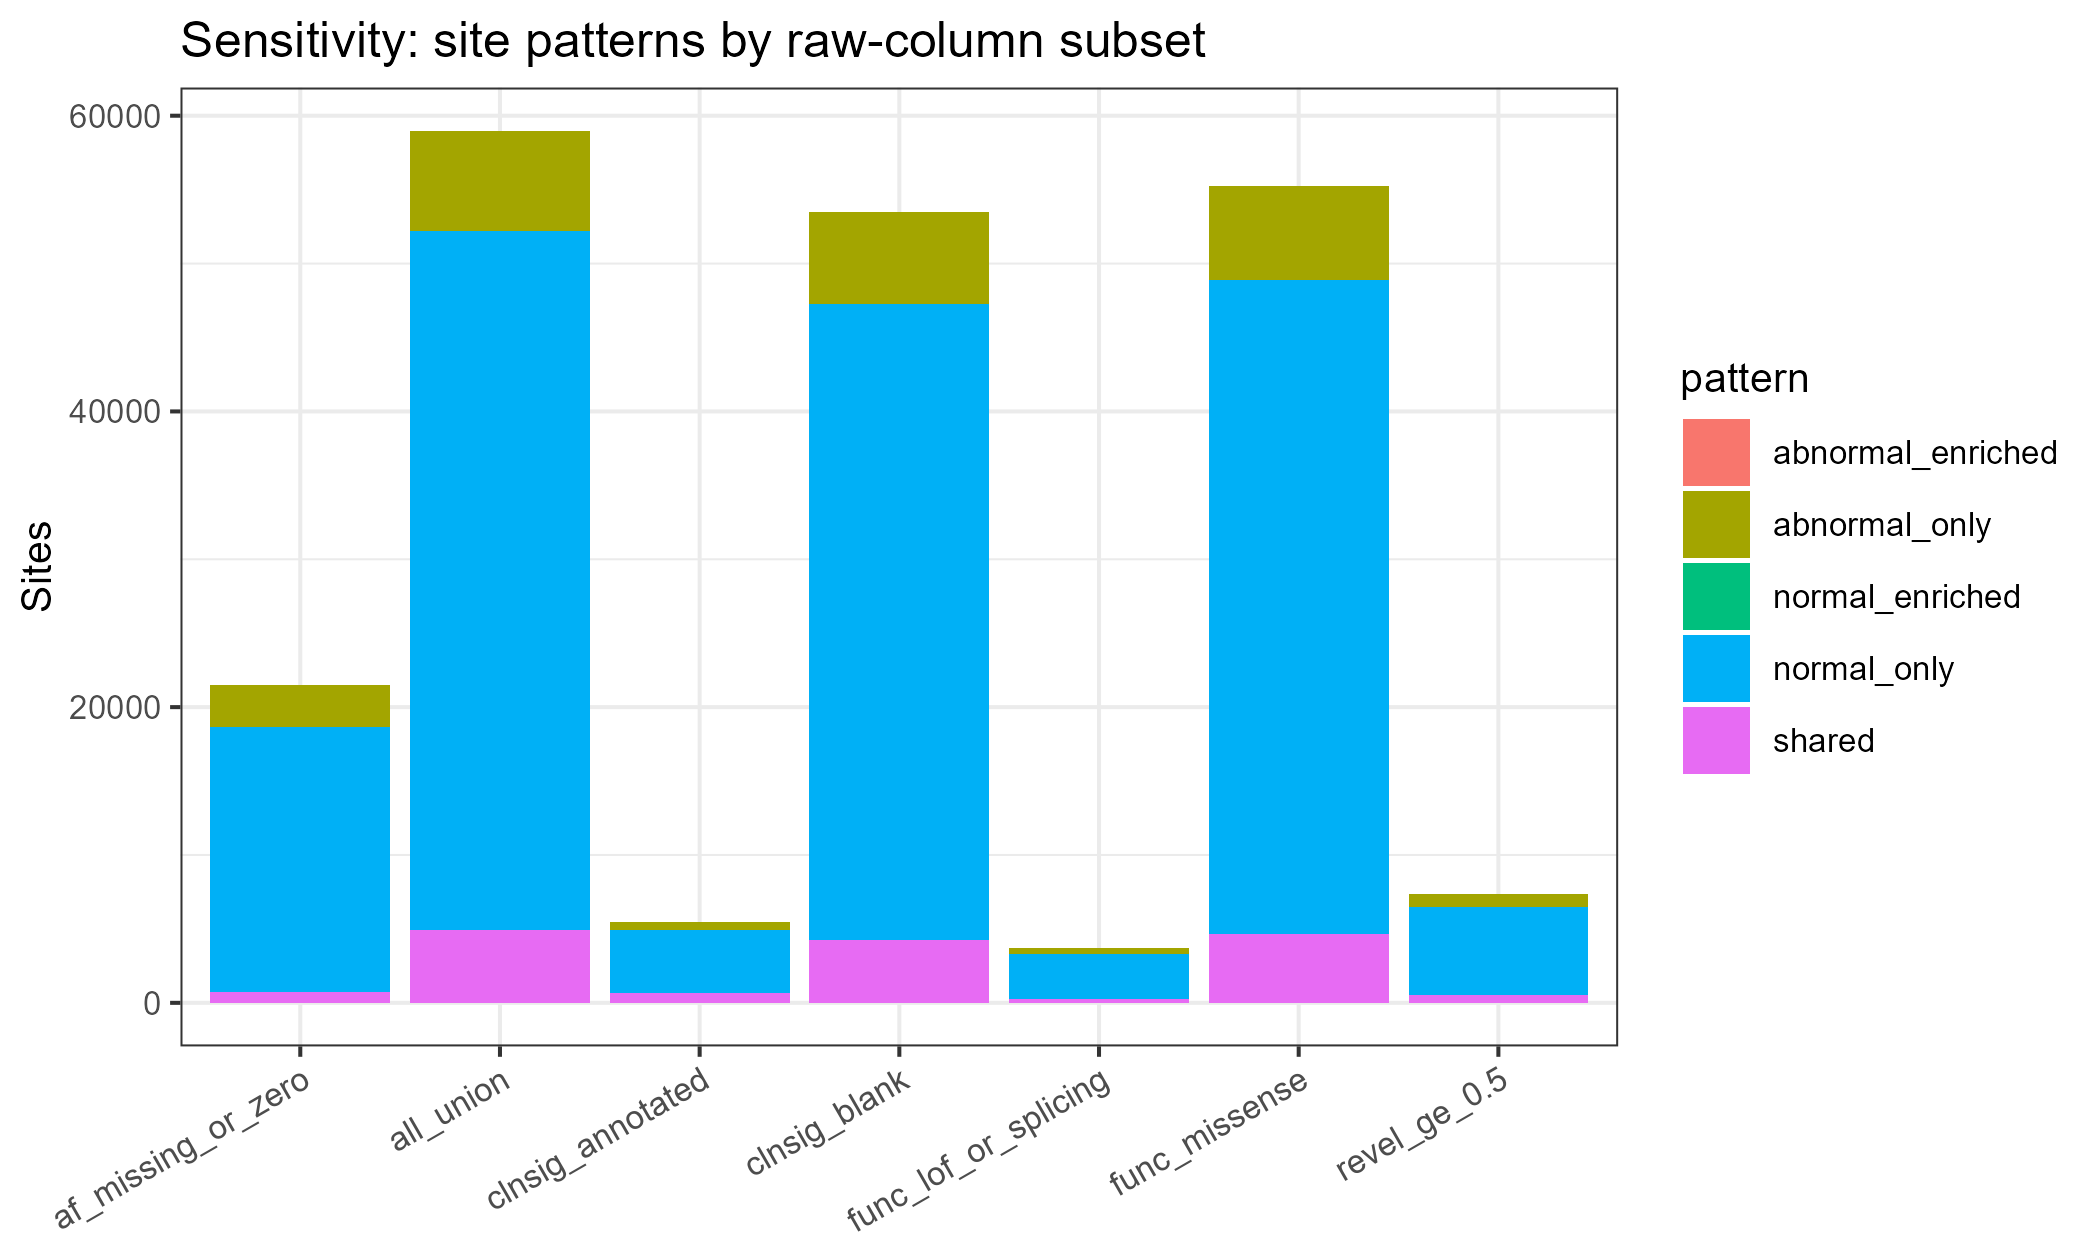 Sensitivity: site patterns by raw-column subset
60000
40000
20000
0
Sites
af_missing_or_zero
all_union
clnsig_annotated
clnsig_blank
func_lof_or_splicing
func_missense
revel_ge_0.5
pattern
abnormal_enriched
abnormal_only
normal_enriched
normal_only
shared